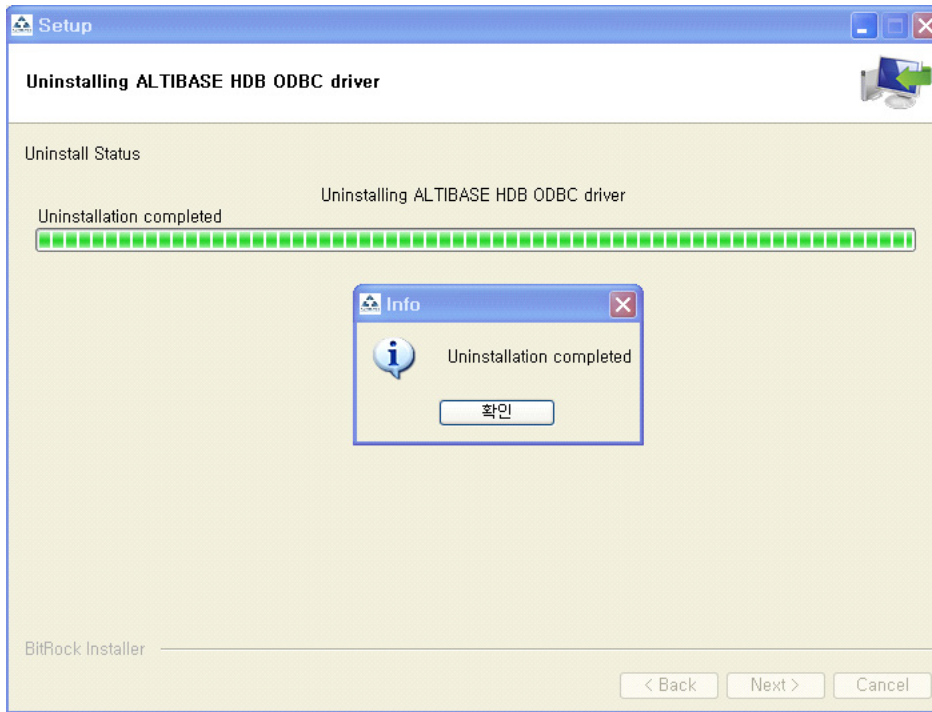 Setup
Uninstalling ALTIBASE HDB ODBC driver
Uninstall Status
Uninstalling ALTIBASE HDB ODBC driver
Uninstallation completed
Info
Uninstallation completed
확인
BitRock Installer
< Back Next > Cancel